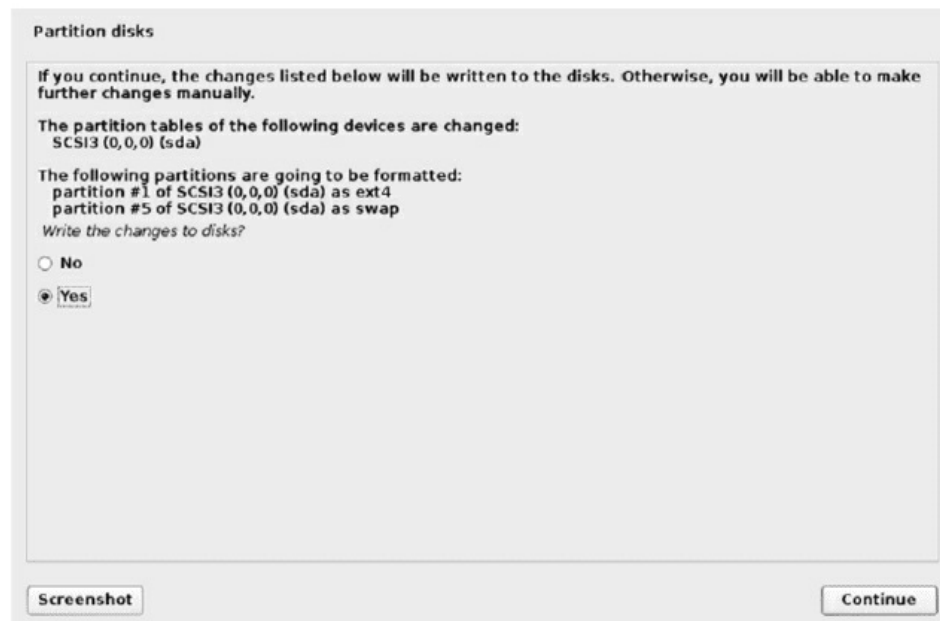 Partition disks
If you continue, the changes listed below will be written to the disks. Otherwise, you will be able to make
further changes manually.
The partition tables of the following devices are changed:
SCSI3 (0,0,0) (sda)
The following partitions are going to be formatted:
partition #1 of SCSI3 (0,0,0) (sda) as ext4
partition #5 of SCSI3 (0,0,0) (sda) as swap
Write the changes to disks?
No
Yes
Screenshot
Continue